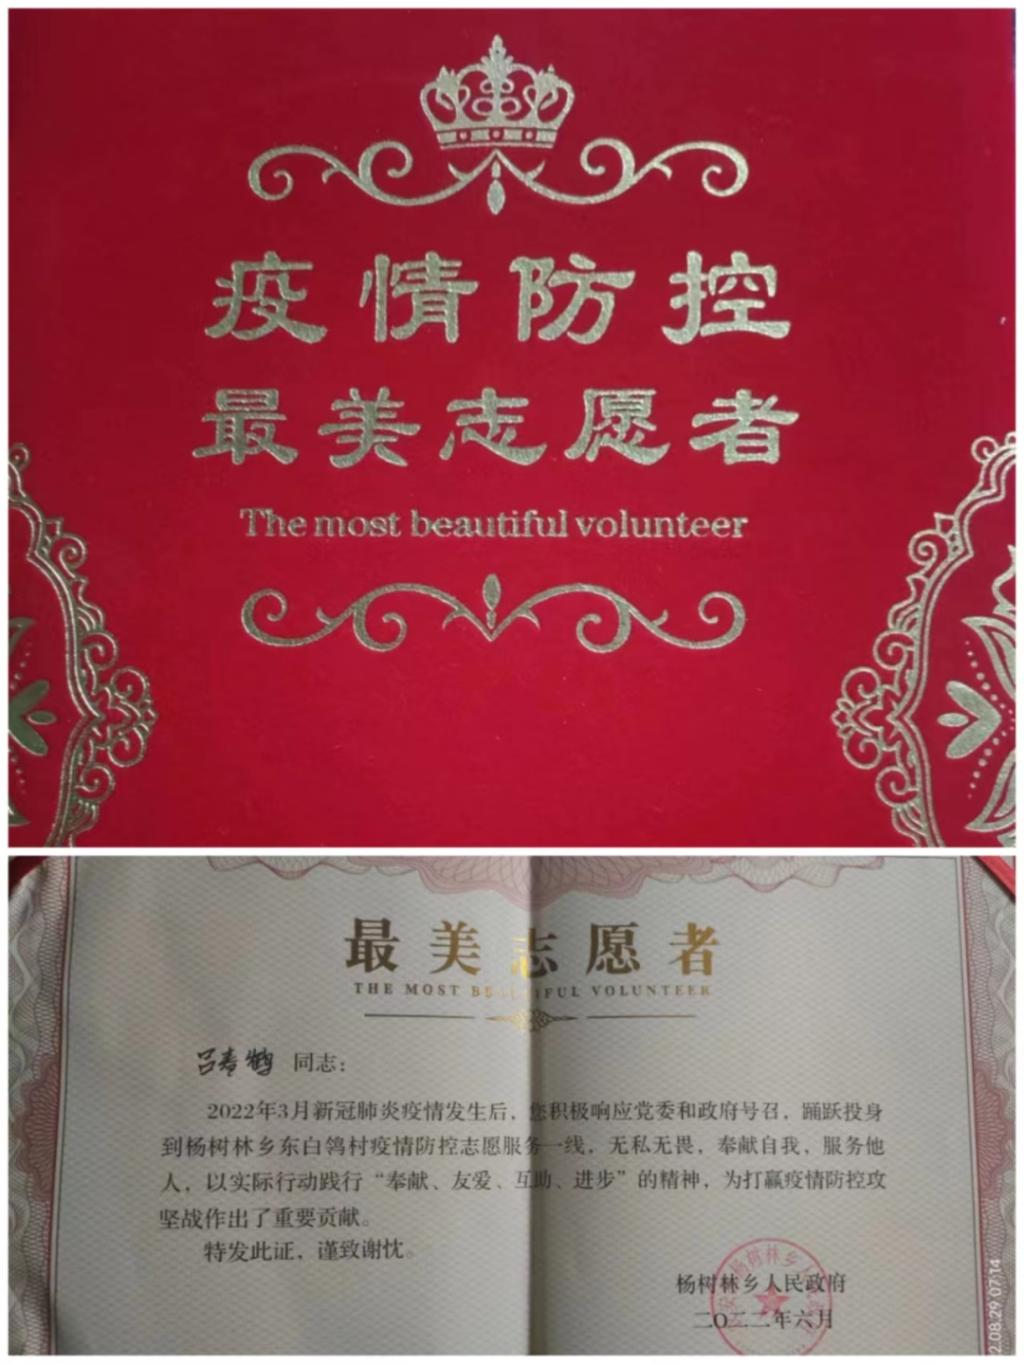 疫情防控
最美志愿者
The most beautiful volunteer
最美志愿者
THE MOST BEAUTIFUL VOLUNTEER
同志：
2022年3月新冠肺炎疫情发生后，您积极响应党委和政府号召，踊跃投身
到杨树林乡东白鸽村疫情防控志愿服务一线，无私无畏，奉献自我，服务他
人，以实际行动践行“奉献、友爱、互助、进步”的精神，为打赢疫情防控攻
坚战作出了重要贡献。
特发此证，谨致谢忱。
杨树林乡人民政府
二〇二二年六月
2.08.29 07:14